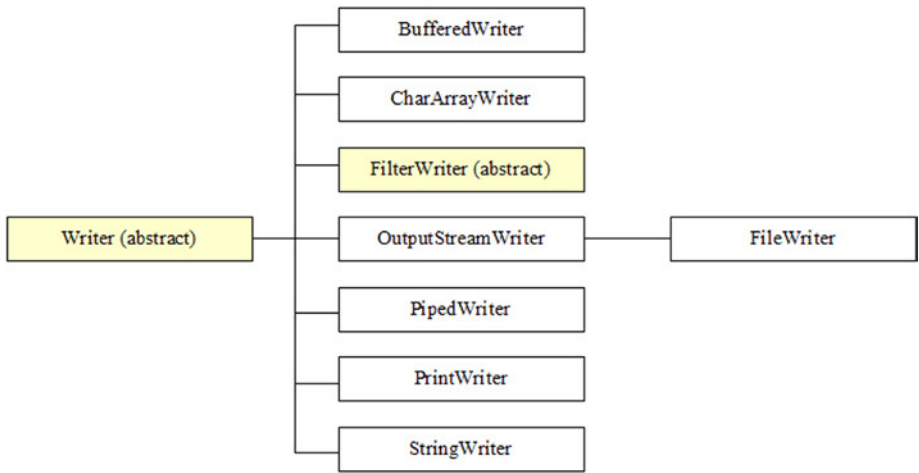 BufferedWriter
CharArrayWriter
FilterWriter (abstract)
Writer (abstract)
OutputStreamWriter
FileWriter
PipedWriter
PrintWriter
StringWriter